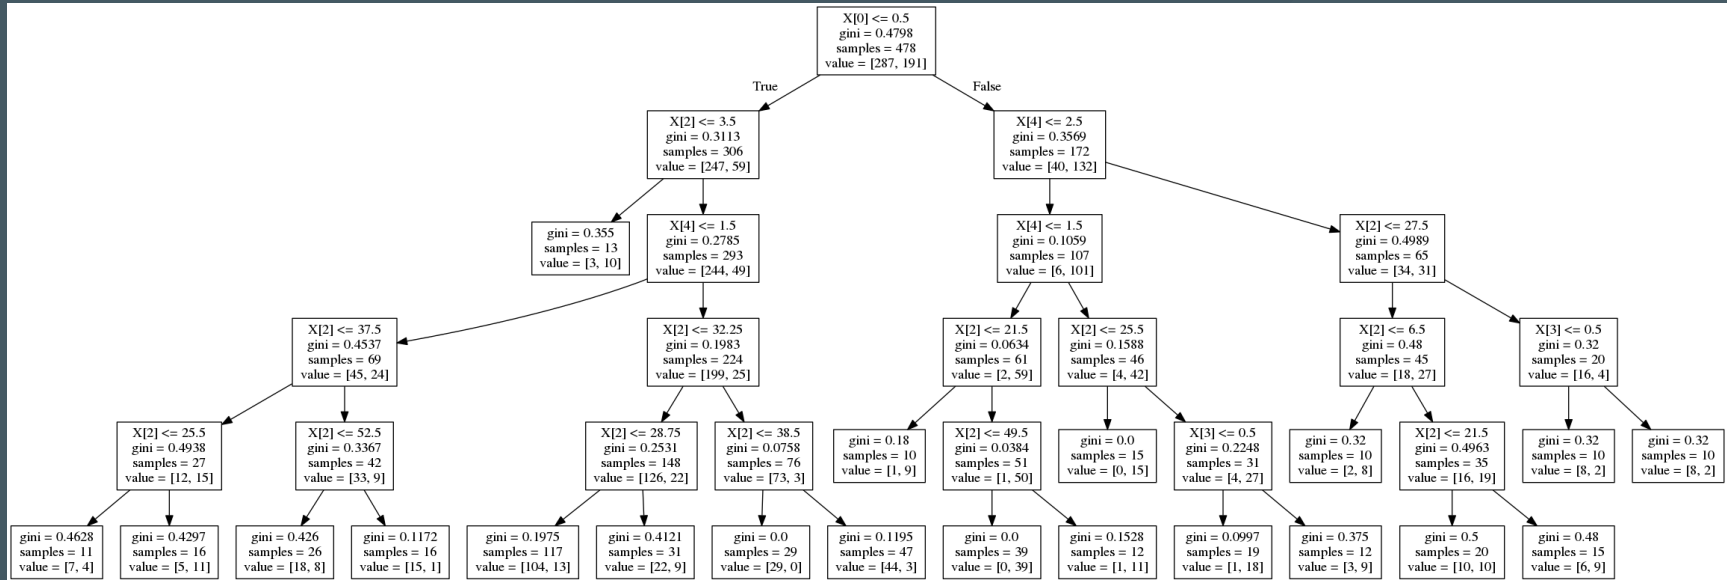 X[0] <= 0.5
gini = 0.4798
samples = 478
value = [287, 191]
True
False
X[2] <= 3.5
gini = 0.3113
samples = 306
value = [247, 59]
X[4] <= 2.5
gini = 0.3569
samples = 172
value = [40, 132]
gini = 0.355
samples = 13
value = [3, 10]
X[4] <= 1.5
gini = 0.2785
samples = 293
value = [244, 49]
X[4] <= 1.5
gini = 0.1059
samples = 107
value = [6, 101]
X[2] <= 27.5
gini = 0.4989
samples = 65
value = [34, 31]
X[2] <= 37.5
gini = 0.4537
samples = 69
value = [45, 24]
X[2] <= 32.25
gini = 0.1983
samples = 224
value = [199, 25]
X[2] <= 21.5
gini = 0.0634
samples = 61
value = [2, 59]
X[2] <= 25.5
gini = 0.1588
samples = 46
value = [4, 42]
X[2] <= 6.5
gini = 0.48
samples = 45
value = [18, 27]
X[3] <= 0.5
gini = 0.32
samples = 20
value = [16, 4]
X[2] <= 25.5
gini = 0.4938
samples = 27
value = [12, 15]
X[2] <= 52.5
gini = 0.3367
samples = 42
value = [33, 9]
X[2] <= 28.75
gini = 0.2531
samples = 148
value = [126, 22]
X[2] <= 38.5
gini = 0.0758
samples = 76
value = [73, 3]
gini = 0.18
samples = 10
value = [1, 9]
X[2] <= 49.5
gini = 0.0384
samples = 51
value = [1, 50]
gini = 0.0
samples = 15
value = [0, 15]
X[3] <= 0.5
gini = 0.2248
samples = 31
value = [4, 27]
gini = 0.32
samples = 10
value = [2, 8]
X[2] <= 21.5
gini = 0.4963
samples = 35
value = [16, 19]
gini = 0.32
samples = 10
value = [8, 2]
gini = 0.32
samples = 10
value = [8, 2]
gini = 0.4628
samples = 11
value = [7, 4]
gini = 0.4297
samples = 16
value = [5, 11]
gini = 0.426
samples = 26
value = [18, 8]
gini = 0.1172
samples = 16
value = [15, 1]
gini = 0.1975
samples = 117
value = [104, 13]
gini = 0.4121
samples = 31
value = [22, 9]
gini = 0.0
samples = 29
value = [29, 0]
gini = 0.1195
samples = 47
value = [44, 3]
gini = 0.0
samples = 39
value = [0, 39]
gini = 0.1528
samples = 12
value = [1, 11]
gini = 0.0997
samples = 19
value = [1, 18]
gini = 0.375
samples = 12
value = [3, 9]
gini = 0.5
samples = 20
value = [10, 10]
gini = 0.48
samples = 15
value = [6, 9]